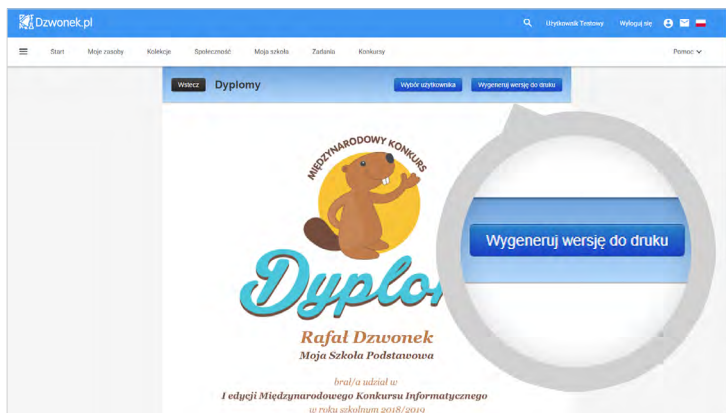 Dzwonek.pl
Użytkownik Testowy Wyloguj się
Start Moje zasoby Kolekcje Społeczność Moja szkoła Zadania Konkursy Pomoc
Wstecz Dyplomy Wybór użytkownika Wygeneruj wersję do druku
MIĘDZYNARODOWY KONKURS
Wygeneruj wersję do druku
Dyplo
Rafał Dzwonek
Moja Szkoła Podstawowa
brał/a udział w
I edycji Międzynarodowego Konkursu Informatycznego
w roku szkolnym 2018/2019